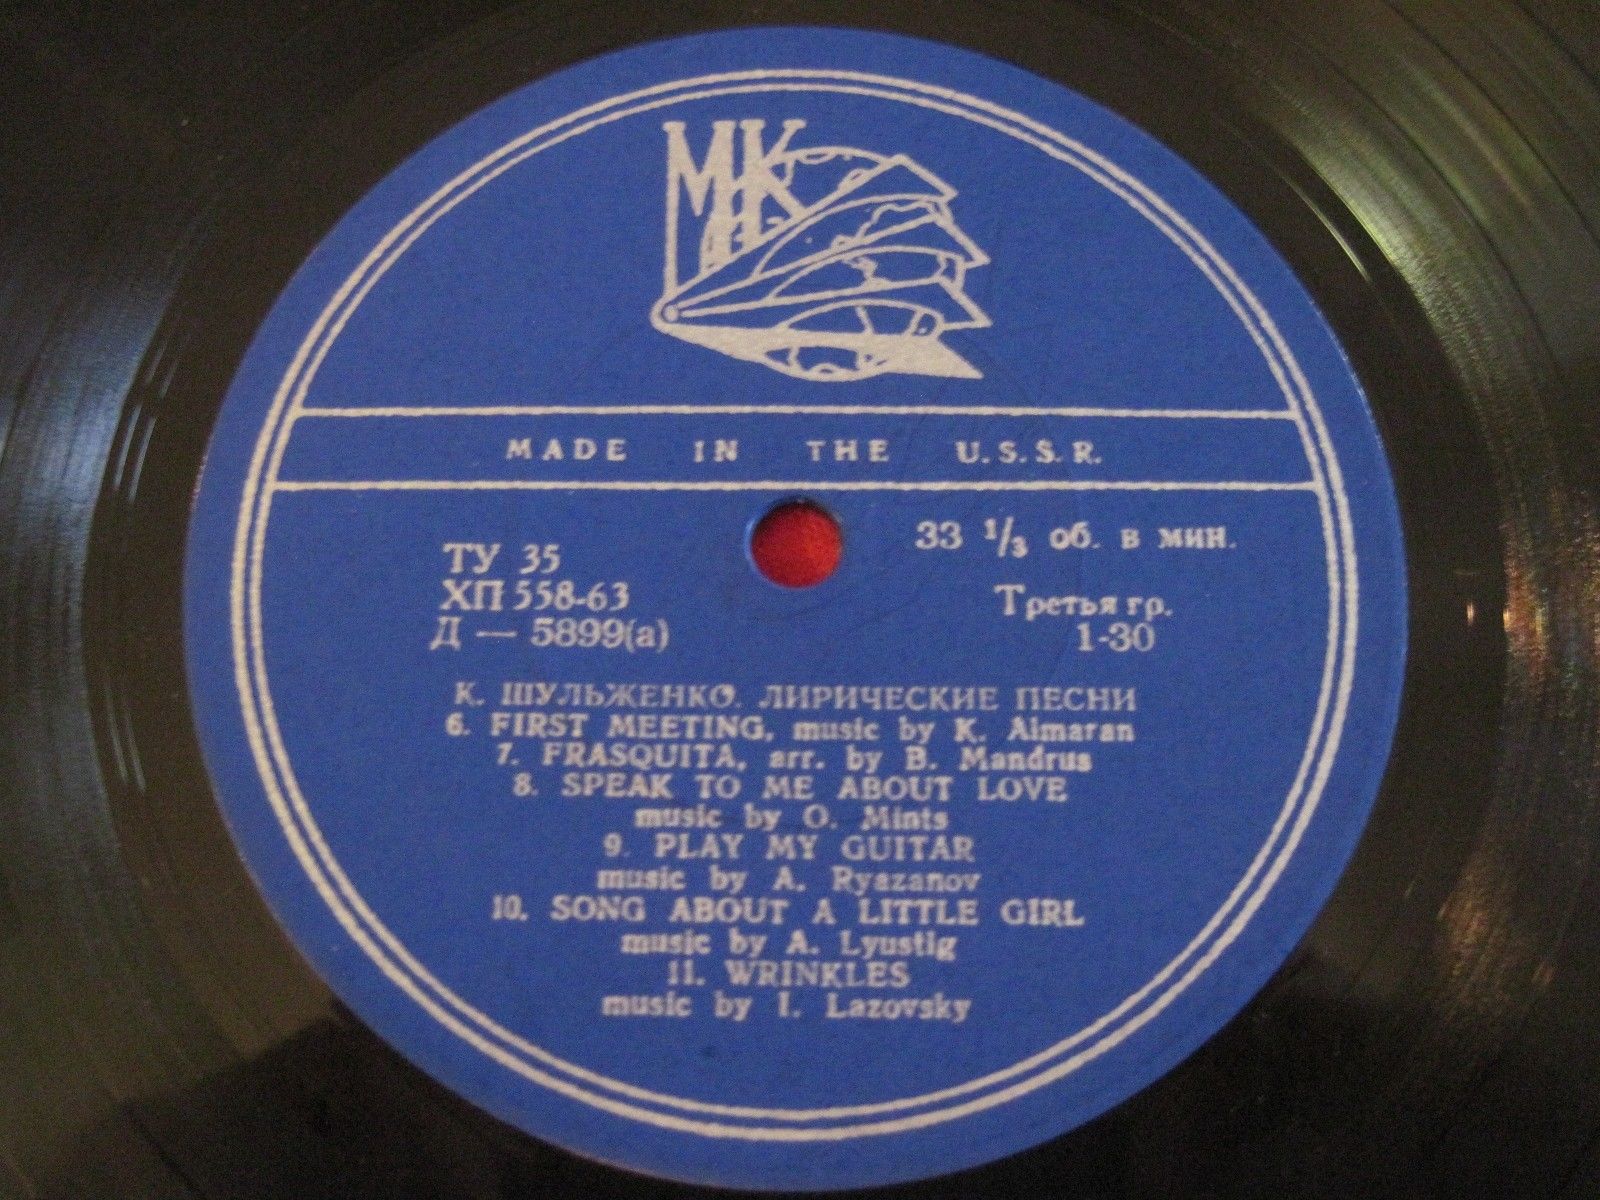 МК
MADE IN THE U.S.S.R.
ТУ 35
ХП 558-63
Д — 5899(а)
33 1/3 об. в мин.
Третья гр.
1-30
К. ШУЛЬЖЕНКО. ЛИРИЧЕСКИЕ ПЕСНИ
6. FIRST MEETING, music by K. Almaran
7. FRASQUITA, arr. by B. Mandrus
8. SPEAK TO ME ABOUT LOVE
music by O. Mints
9. PLAY MY GUITAR
music by A. Ryazanov
10. SONG ABOUT A LITTLE GIRL
music by A. Lyustig
11. WRINKLES
music by I. Lazovsky